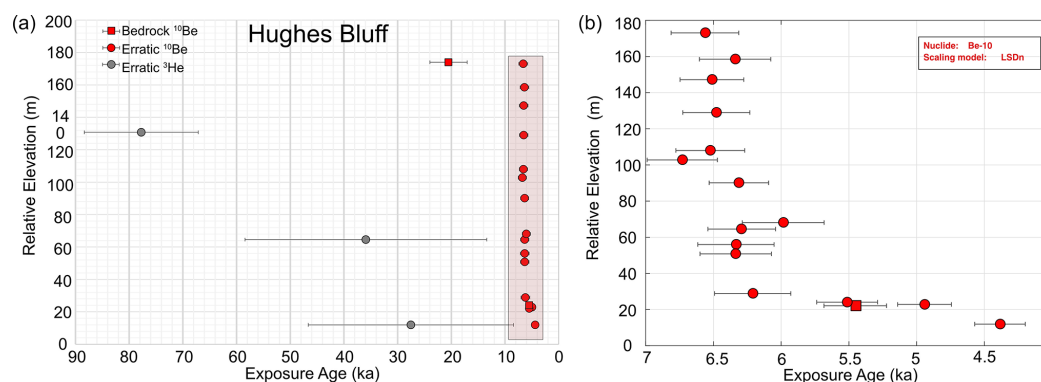 (a)
Hughes Bluff
Bedrock ¹⁰Be
Erratic ¹⁰Be
Erratic ³He
Relative Elevation (m)
200
180
160
14
0
120
100
80
60
40
20
0
90 80 70 60 50 40 30 20 10 0
Exposure Age (ka)
(b)
Nuclide: Be-10
Scaling model: LSDn
Relative Elevation (m)
180
160
140
120
100
80
60
40
20
0
7 6.5 6 5.5 5 4.5
Exposure Age (ka)